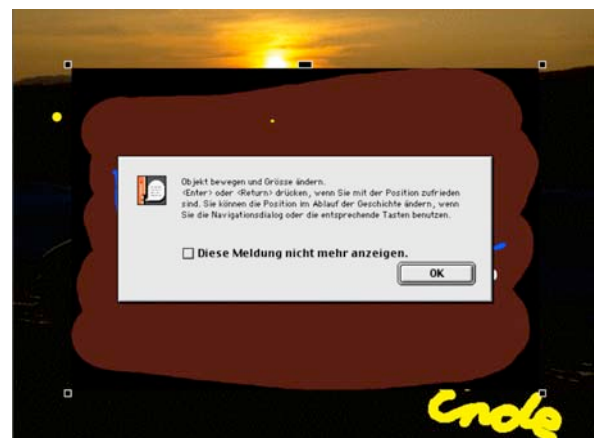 Objekt bewegen und Grösse ändern.
<Enter> oder <Return> drücken, wenn Sie mit der Position zufrieden
sind. Sie können die Position im Ablauf der Geschichte ändern, wenn
Sie die Navigationsdialog oder die entsprechende Tasten benutzen.
Diese Meldung nicht mehr anzeigen.
OK